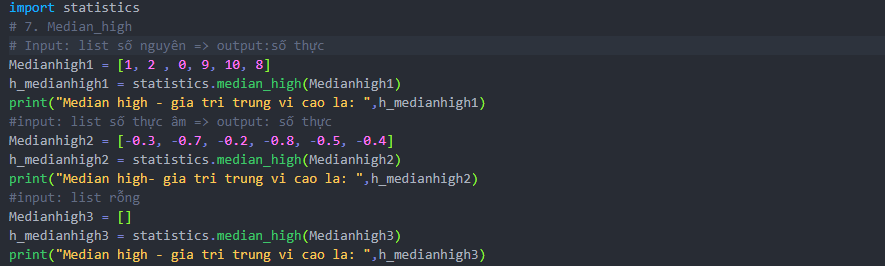 import statistics
# 7. Median_high
# Input: list số nguyên => output:số thực
Medianhigh1 = [1, 2 , 0, 9, 10, 8]
h_medianhigh1 = statistics.median_high(Medianhigh1)
print("Median high - gia tri trung vi cao la: ",h_medianhigh1)
#input: list số thực âm => output: số thực
Medianhigh2 = [-0.3, -0.7, -0.2, -0.8, -0.5, -0.4]
h_medianhigh2 = statistics.median_high(Medianhigh2)
print("Median high- gia tri trung vi cao la: ",h_medianhigh2)
#input: list rỗng
Medianhigh3 = []
h_medianhigh3 = statistics.median_high(Medianhigh3)
print("Median high - gia tri trung vi cao la: ",h_medianhigh3)